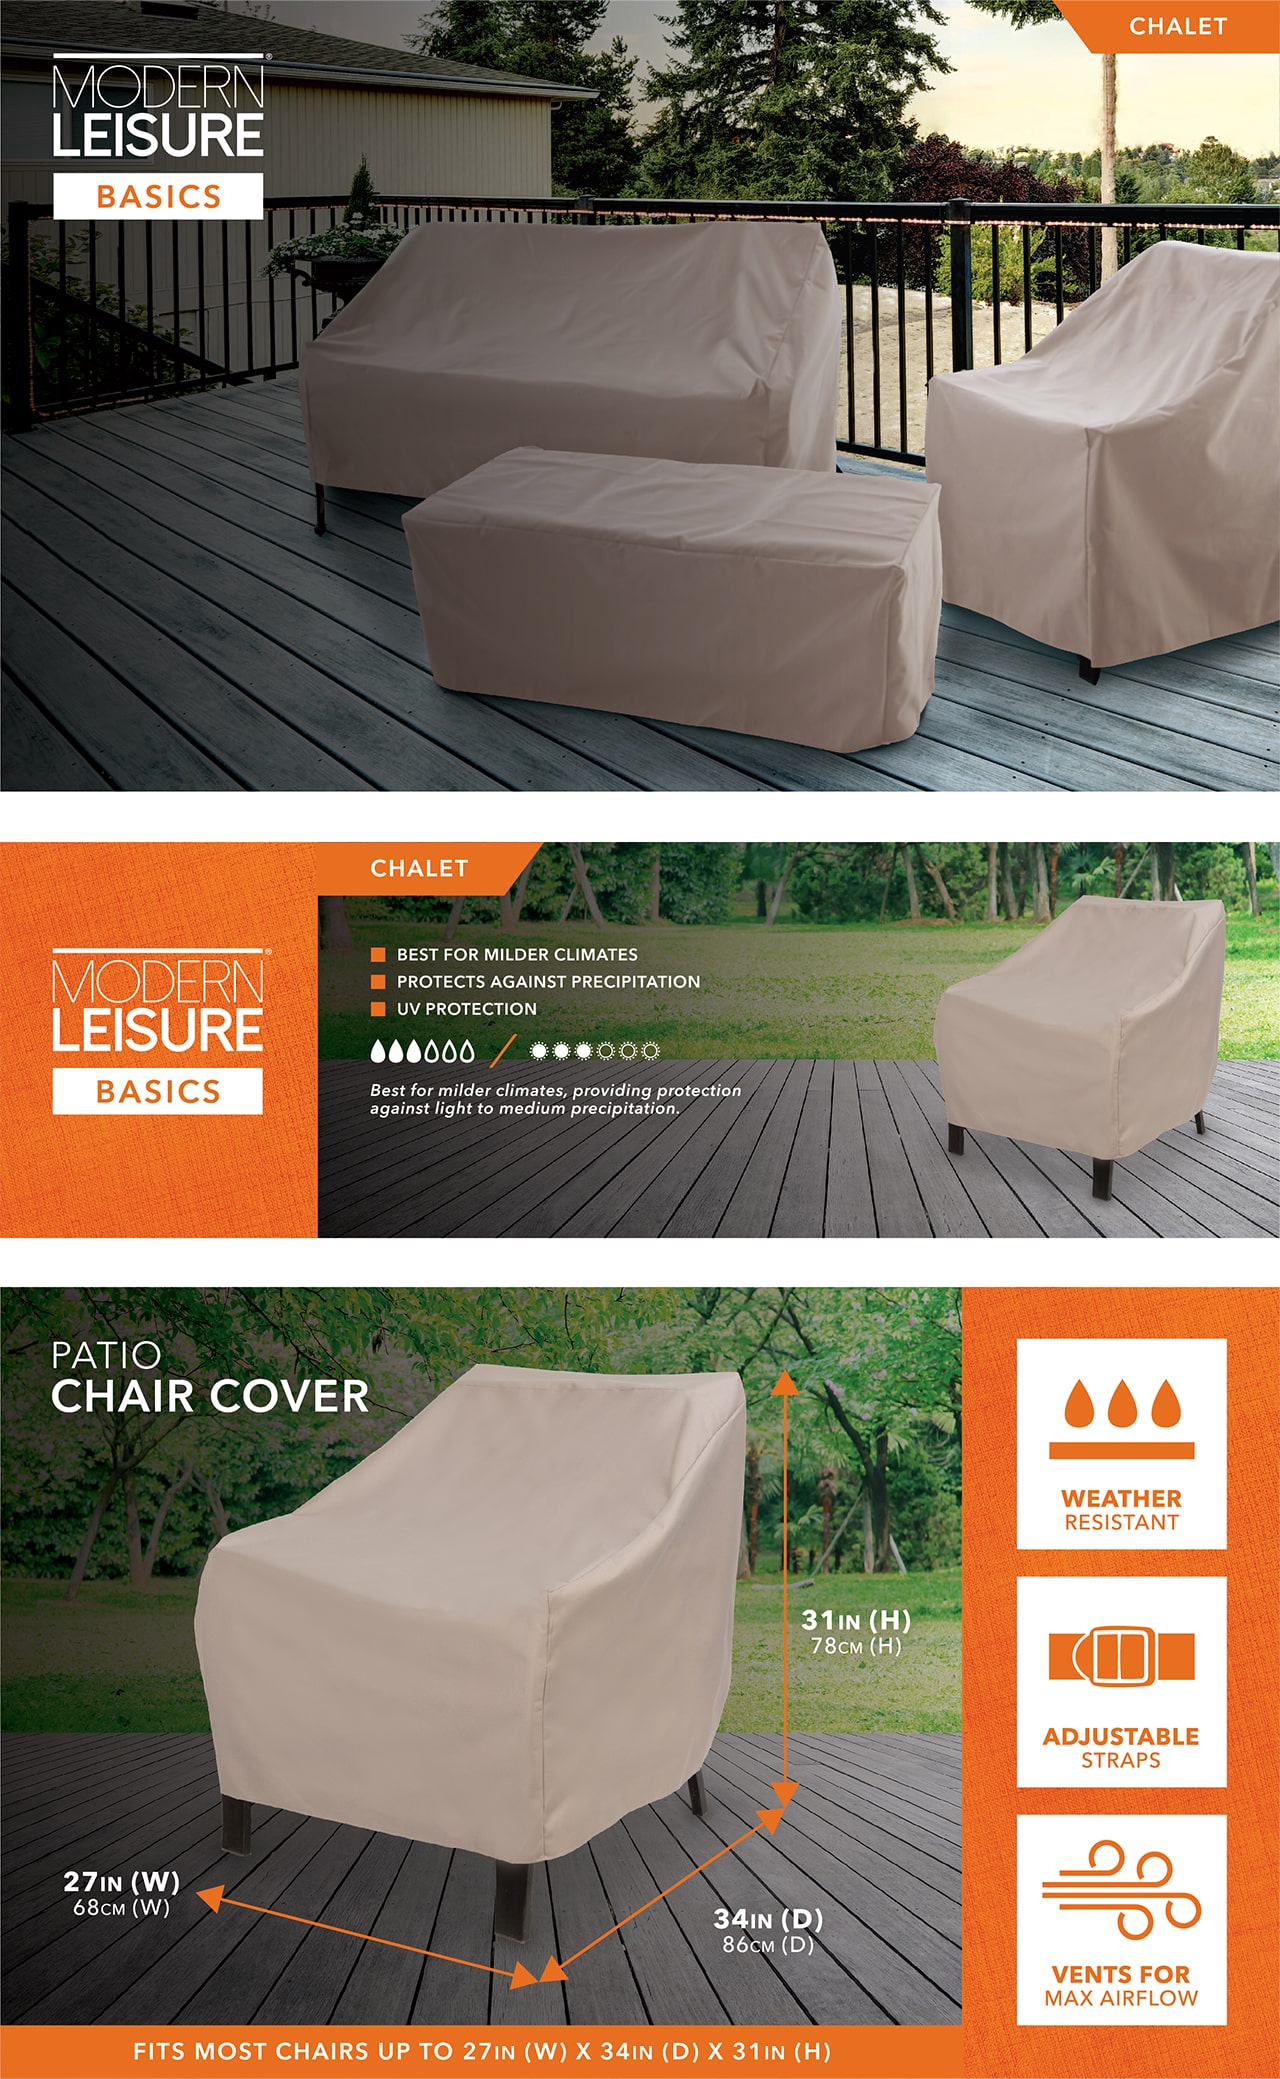 CHALET
MODERN®
LEISURE
BASICS
CHALET
MODERN®
LEISURE
BASICS
BEST FOR MILDER CLIMATES
PROTECTS AGAINST PRECIPITATION
UV PROTECTION
Best for milder climates, providing protection
against light to medium precipitation.
PATIO
CHAIR COVER
31IN (H)
78CM (H)
27IN (W)
68CM (W)
34IN (D)
86CM (D)
FITS MOST CHAIRS UP TO 27IN (W) X 34IN (D) X 31IN (H)
WEATHER
RESISTANT
ADJUSTABLE
STRAPS
VENTS FOR
MAX AIRFLOW